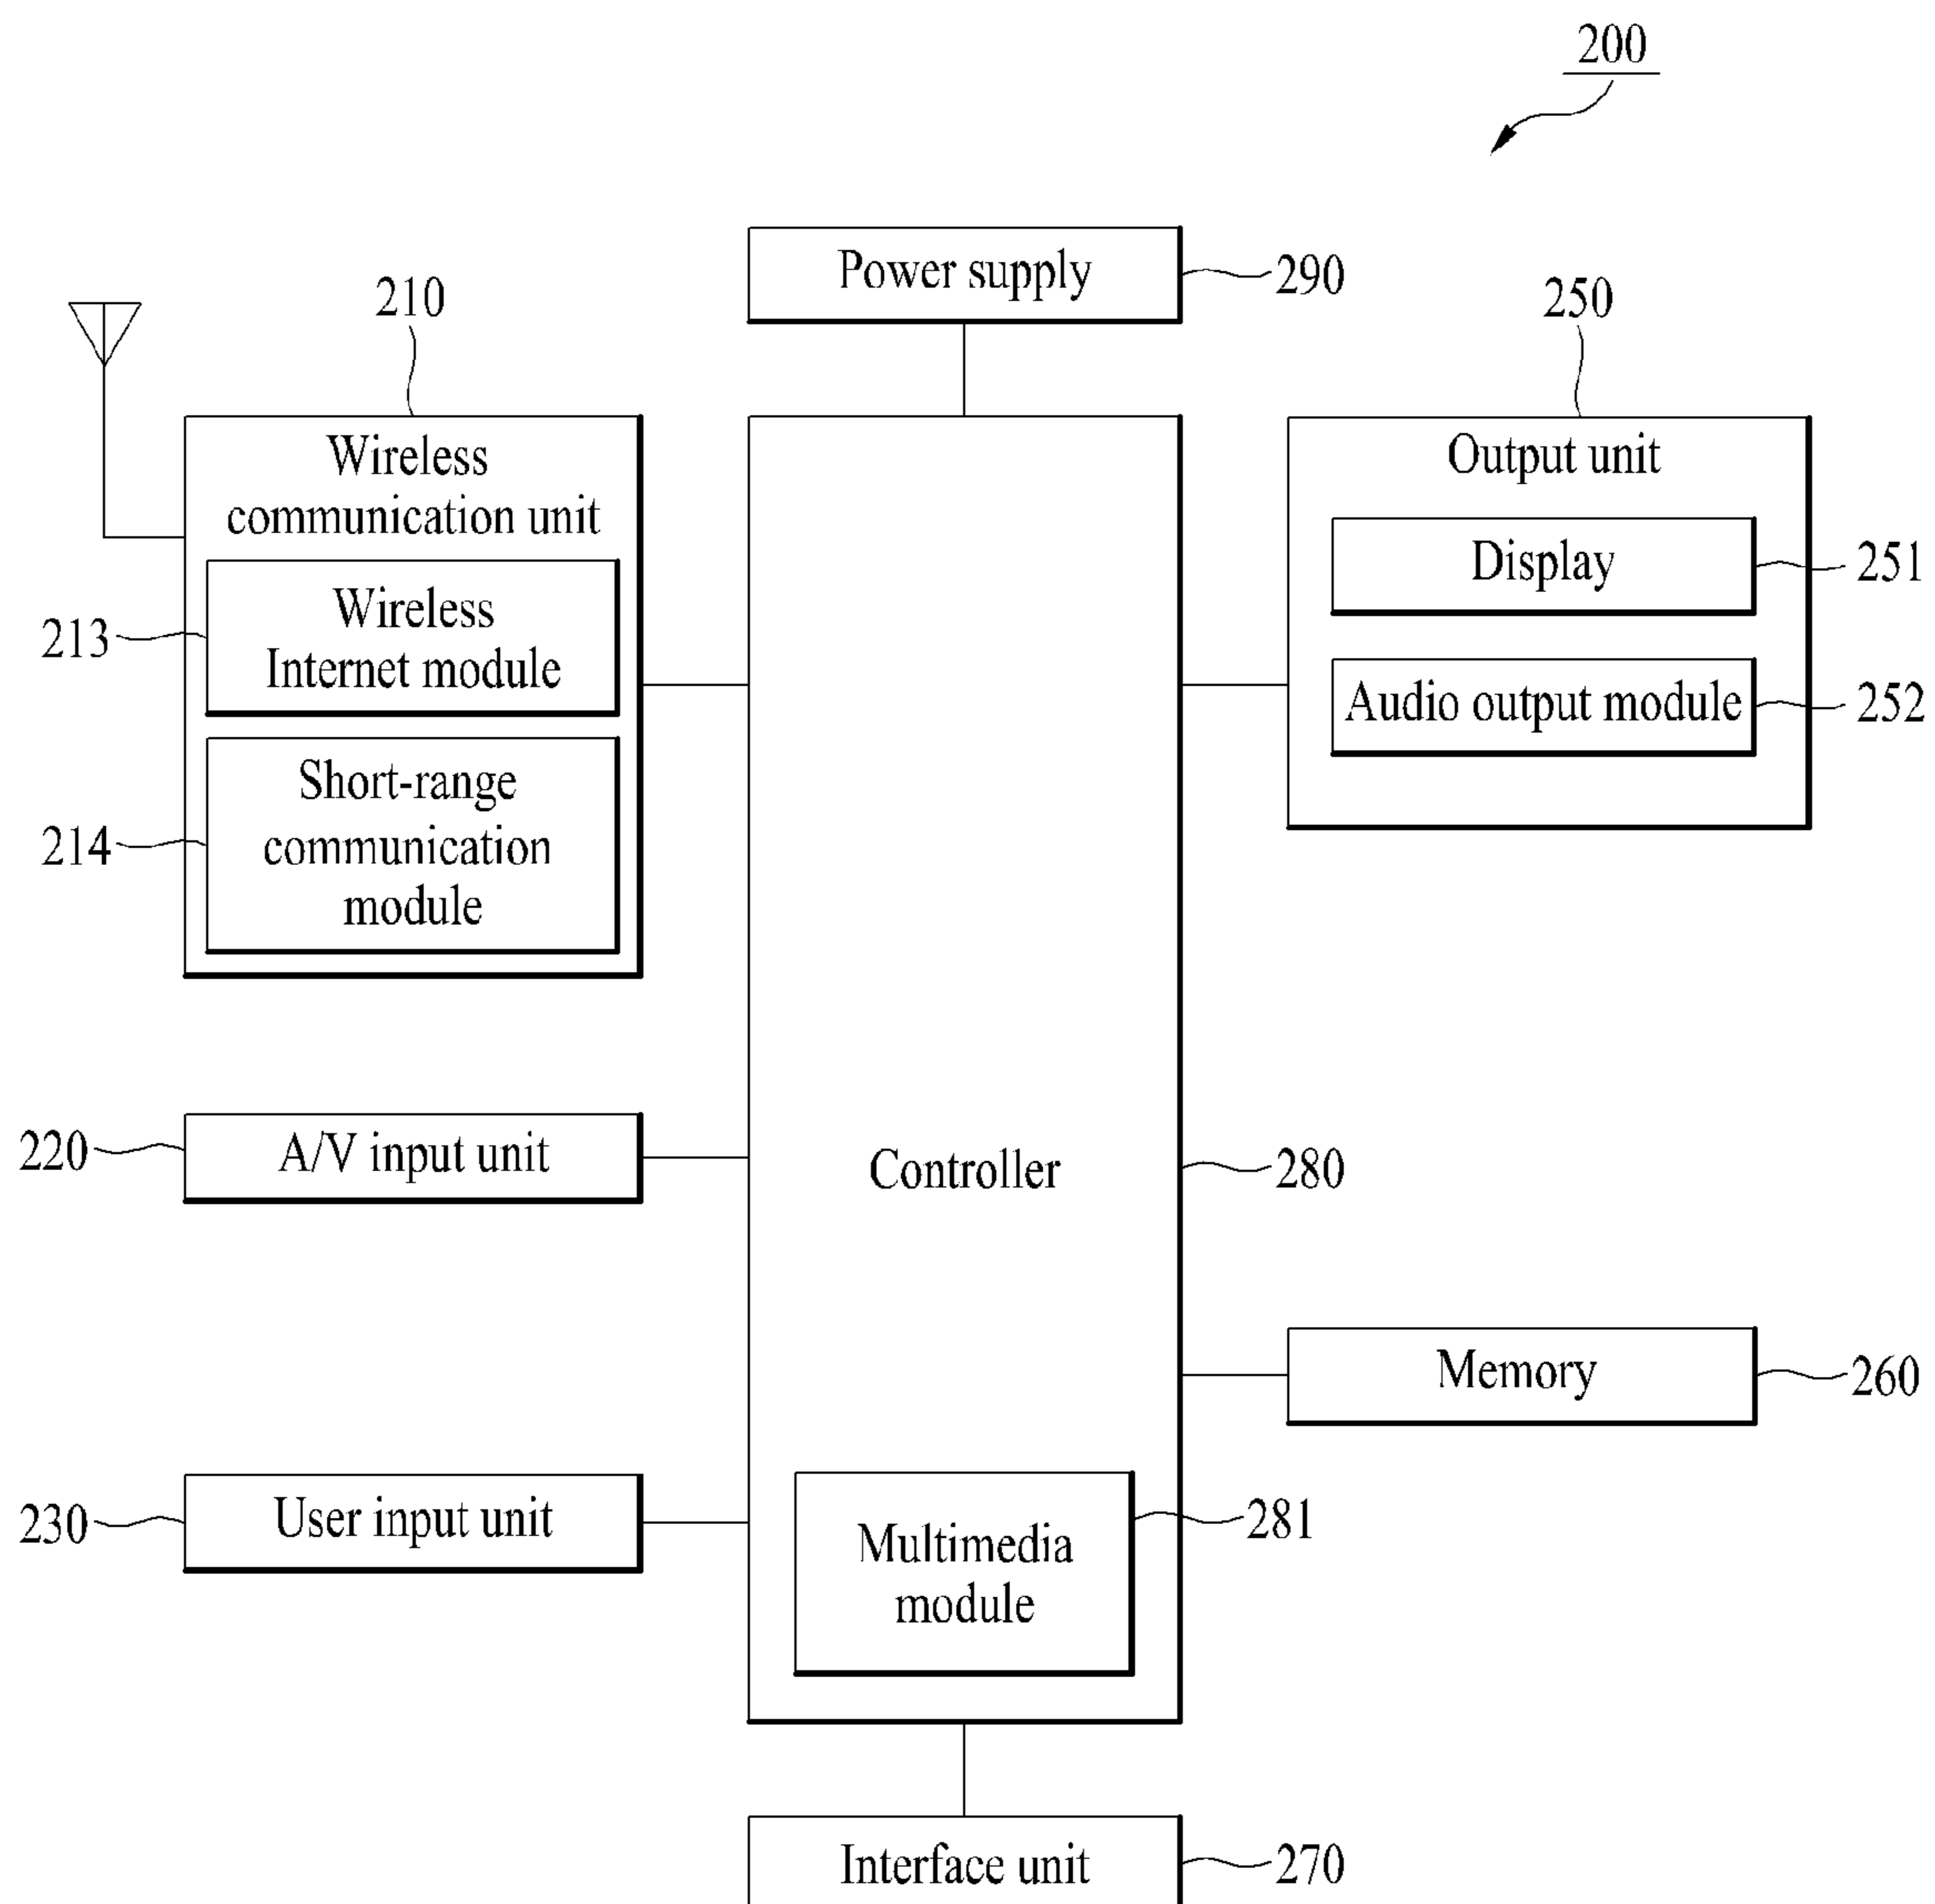 200
Power supply
290
210
250
Wireless
communication unit
Output unit
Display
251
213
Wireless
Internet module
Audio output module
252
214
Short-range
communication
module
220
A/V input unit
Controller
280
Memory
260
230
User input unit
281
Multimedia
module
Interface unit
270